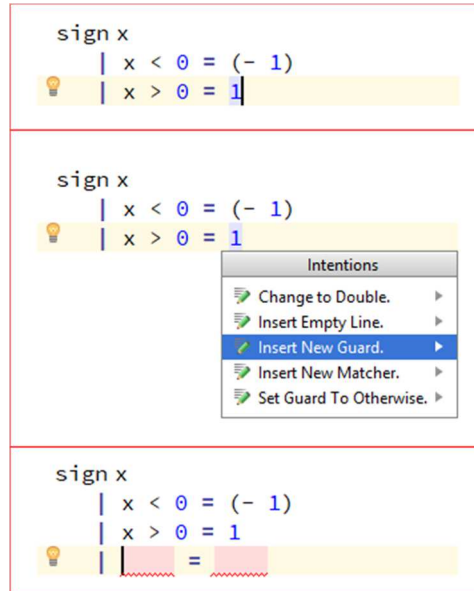 sign x
| x < 0 = (- 1)
| x > 0 = 1
sign x
| x < 0 = (- 1)
| x > 0 = 1
Intentions
Change to Double.
Insert Empty Line.
Insert New Guard.
Insert New Matcher.
Set Guard To Otherwise.
sign x
| x < 0 = (- 1)
| x > 0 = 1
| =